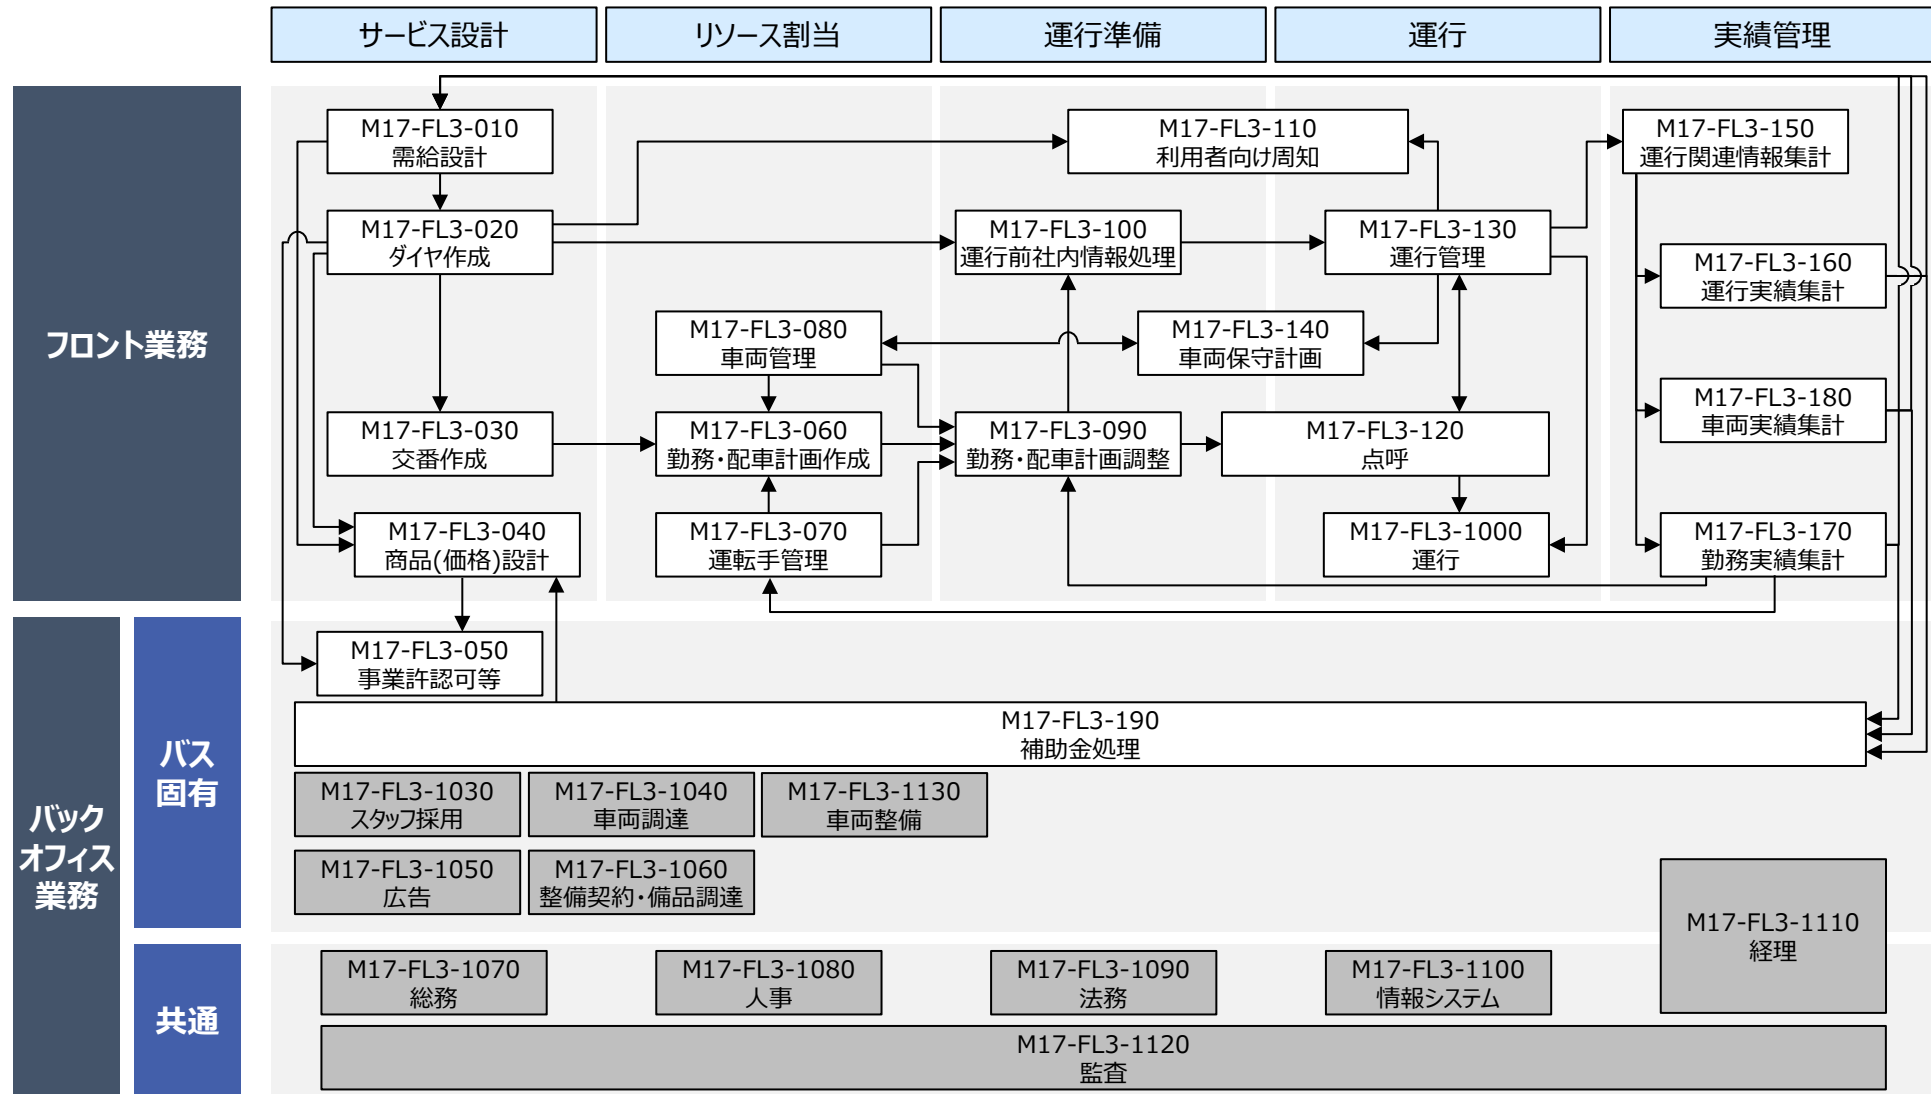 サービス設計
リソース割当
運行準備
運行
実績管理
フロント業務
M17-FL3-010
需給設計
M17-FL3-110
利用者向け周知
M17-FL3-150
運行関連情報集計
M17-FL3-020
ダイヤ作成
M17-FL3-100
運行前社内情報処理
M17-FL3-130
運行管理
M17-FL3-160
運行実績集計
M17-FL3-080
車両管理
M17-FL3-140
車両保守計画
M17-FL3-180
車両実績集計
M17-FL3-030
交番作成
M17-FL3-060
勤務・配車計画作成
M17-FL3-090
勤務・配車計画調整
M17-FL3-120
点呼
M17-FL3-040
商品(価格)設計
M17-FL3-070
運転手管理
M17-FL3-1000
運行
M17-FL3-170
勤務実績集計
バック
オフィス
業務
バス
固有
M17-FL3-050
事業許認可等
M17-FL3-190
補助金処理
M17-FL3-1030
スタッフ採用
M17-FL3-1040
車両調達
M17-FL3-1130
車両整備
M17-FL3-1050
広告
M17-FL3-1060
整備契約・備品調達
M17-FL3-1110
経理
共通
M17-FL3-1070
総務
M17-FL3-1080
人事
M17-FL3-1090
法務
M17-FL3-1100
情報システム
M17-FL3-1120
監査